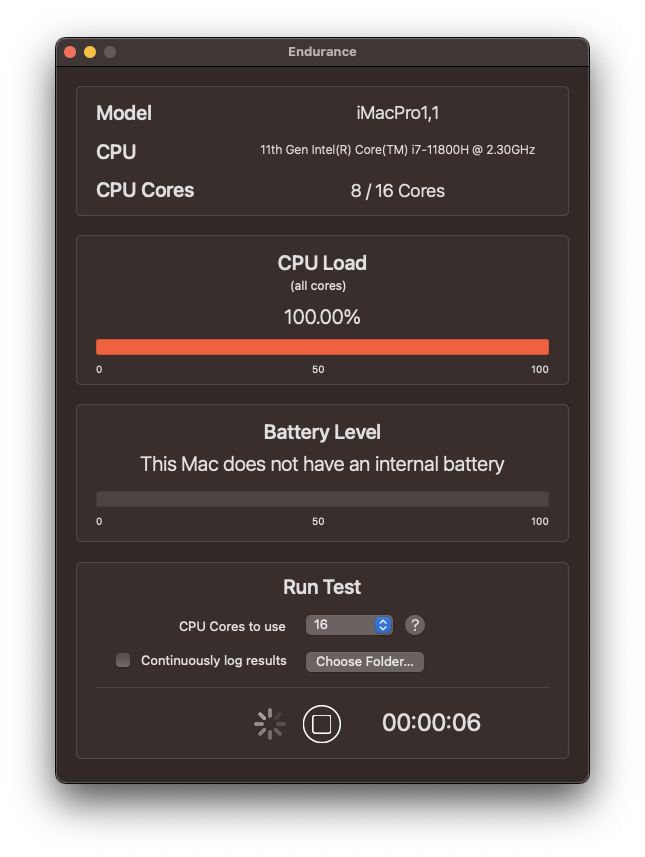 Endurance
Model iMacPro1,1
CPU 11th Gen Intel(R) Core(TM) i7-11800H @ 2.30GHz
CPU Cores 8 / 16 Cores
CPU Load
(all cores)
100.00%
0 50 100
Battery Level
This Mac does not have an internal battery
0 50 100
Run Test
CPU Cores to use 16 ?
Continuously log results Choose Folder...
00:00:06